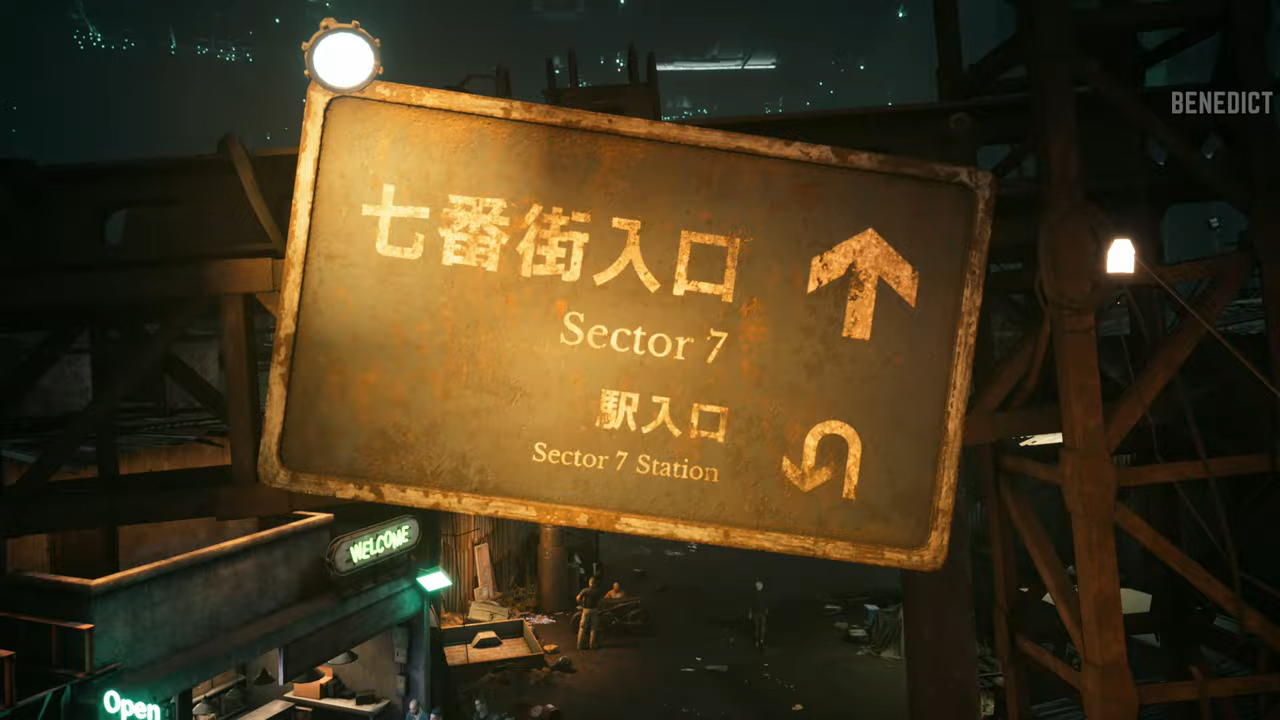 BENEDICT
七番街入口
Sector 7
駅入口
Sector 7 Station
WELCOME
Open